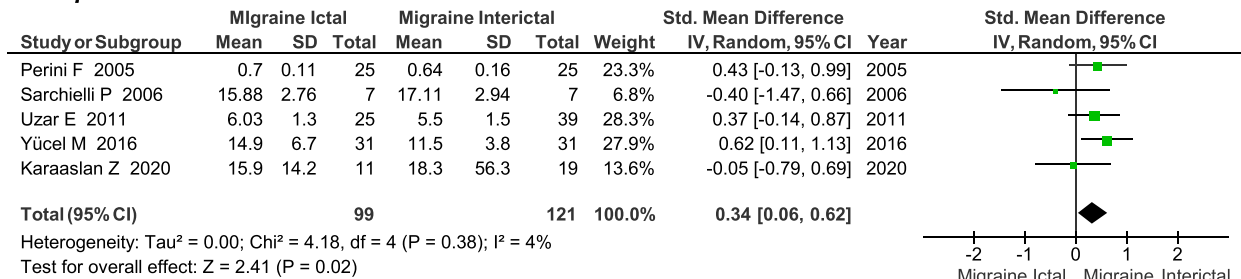 MIgraine Ictal Migraine Interictal Std. Mean Difference Std. Mean Difference
Study or Subgroup Mean SD Total Mean SD Total Weight IV, Random, 95% CI Year IV, Random, 95% CI
Perini F 2005 0.7 0.11 25 0.64 0.16 25 23.3% 0.43 [-0.13, 0.99] 2005
Sarchielli P 2006 15.88 2.76 7 17.11 2.94 7 6.8% -0.40 [-1.47, 0.66] 2006
Uzar E 2011 6.03 1.3 25 5.5 1.5 39 28.3% 0.37 [-0.14, 0.87] 2011
Yücel M 2016 14.9 6.7 31 11.5 3.8 31 27.9% 0.62 [0.11, 1.13] 2016
Karaaslan Z 2020 15.9 14.2 11 18.3 56.3 19 13.6% -0.05 [-0.79, 0.69] 2020
Total (95% CI) 99 121 100.0% 0.34 [0.06, 0.62]
Heterogeneity: Tau² = 0.00; Chi² = 4.18, df = 4 (P = 0.38); I² = 4%
Test for overall effect: Z = 2.41 (P = 0.02)
-2 -1 0 1 2
Migraine Ictal Migraine Interictal